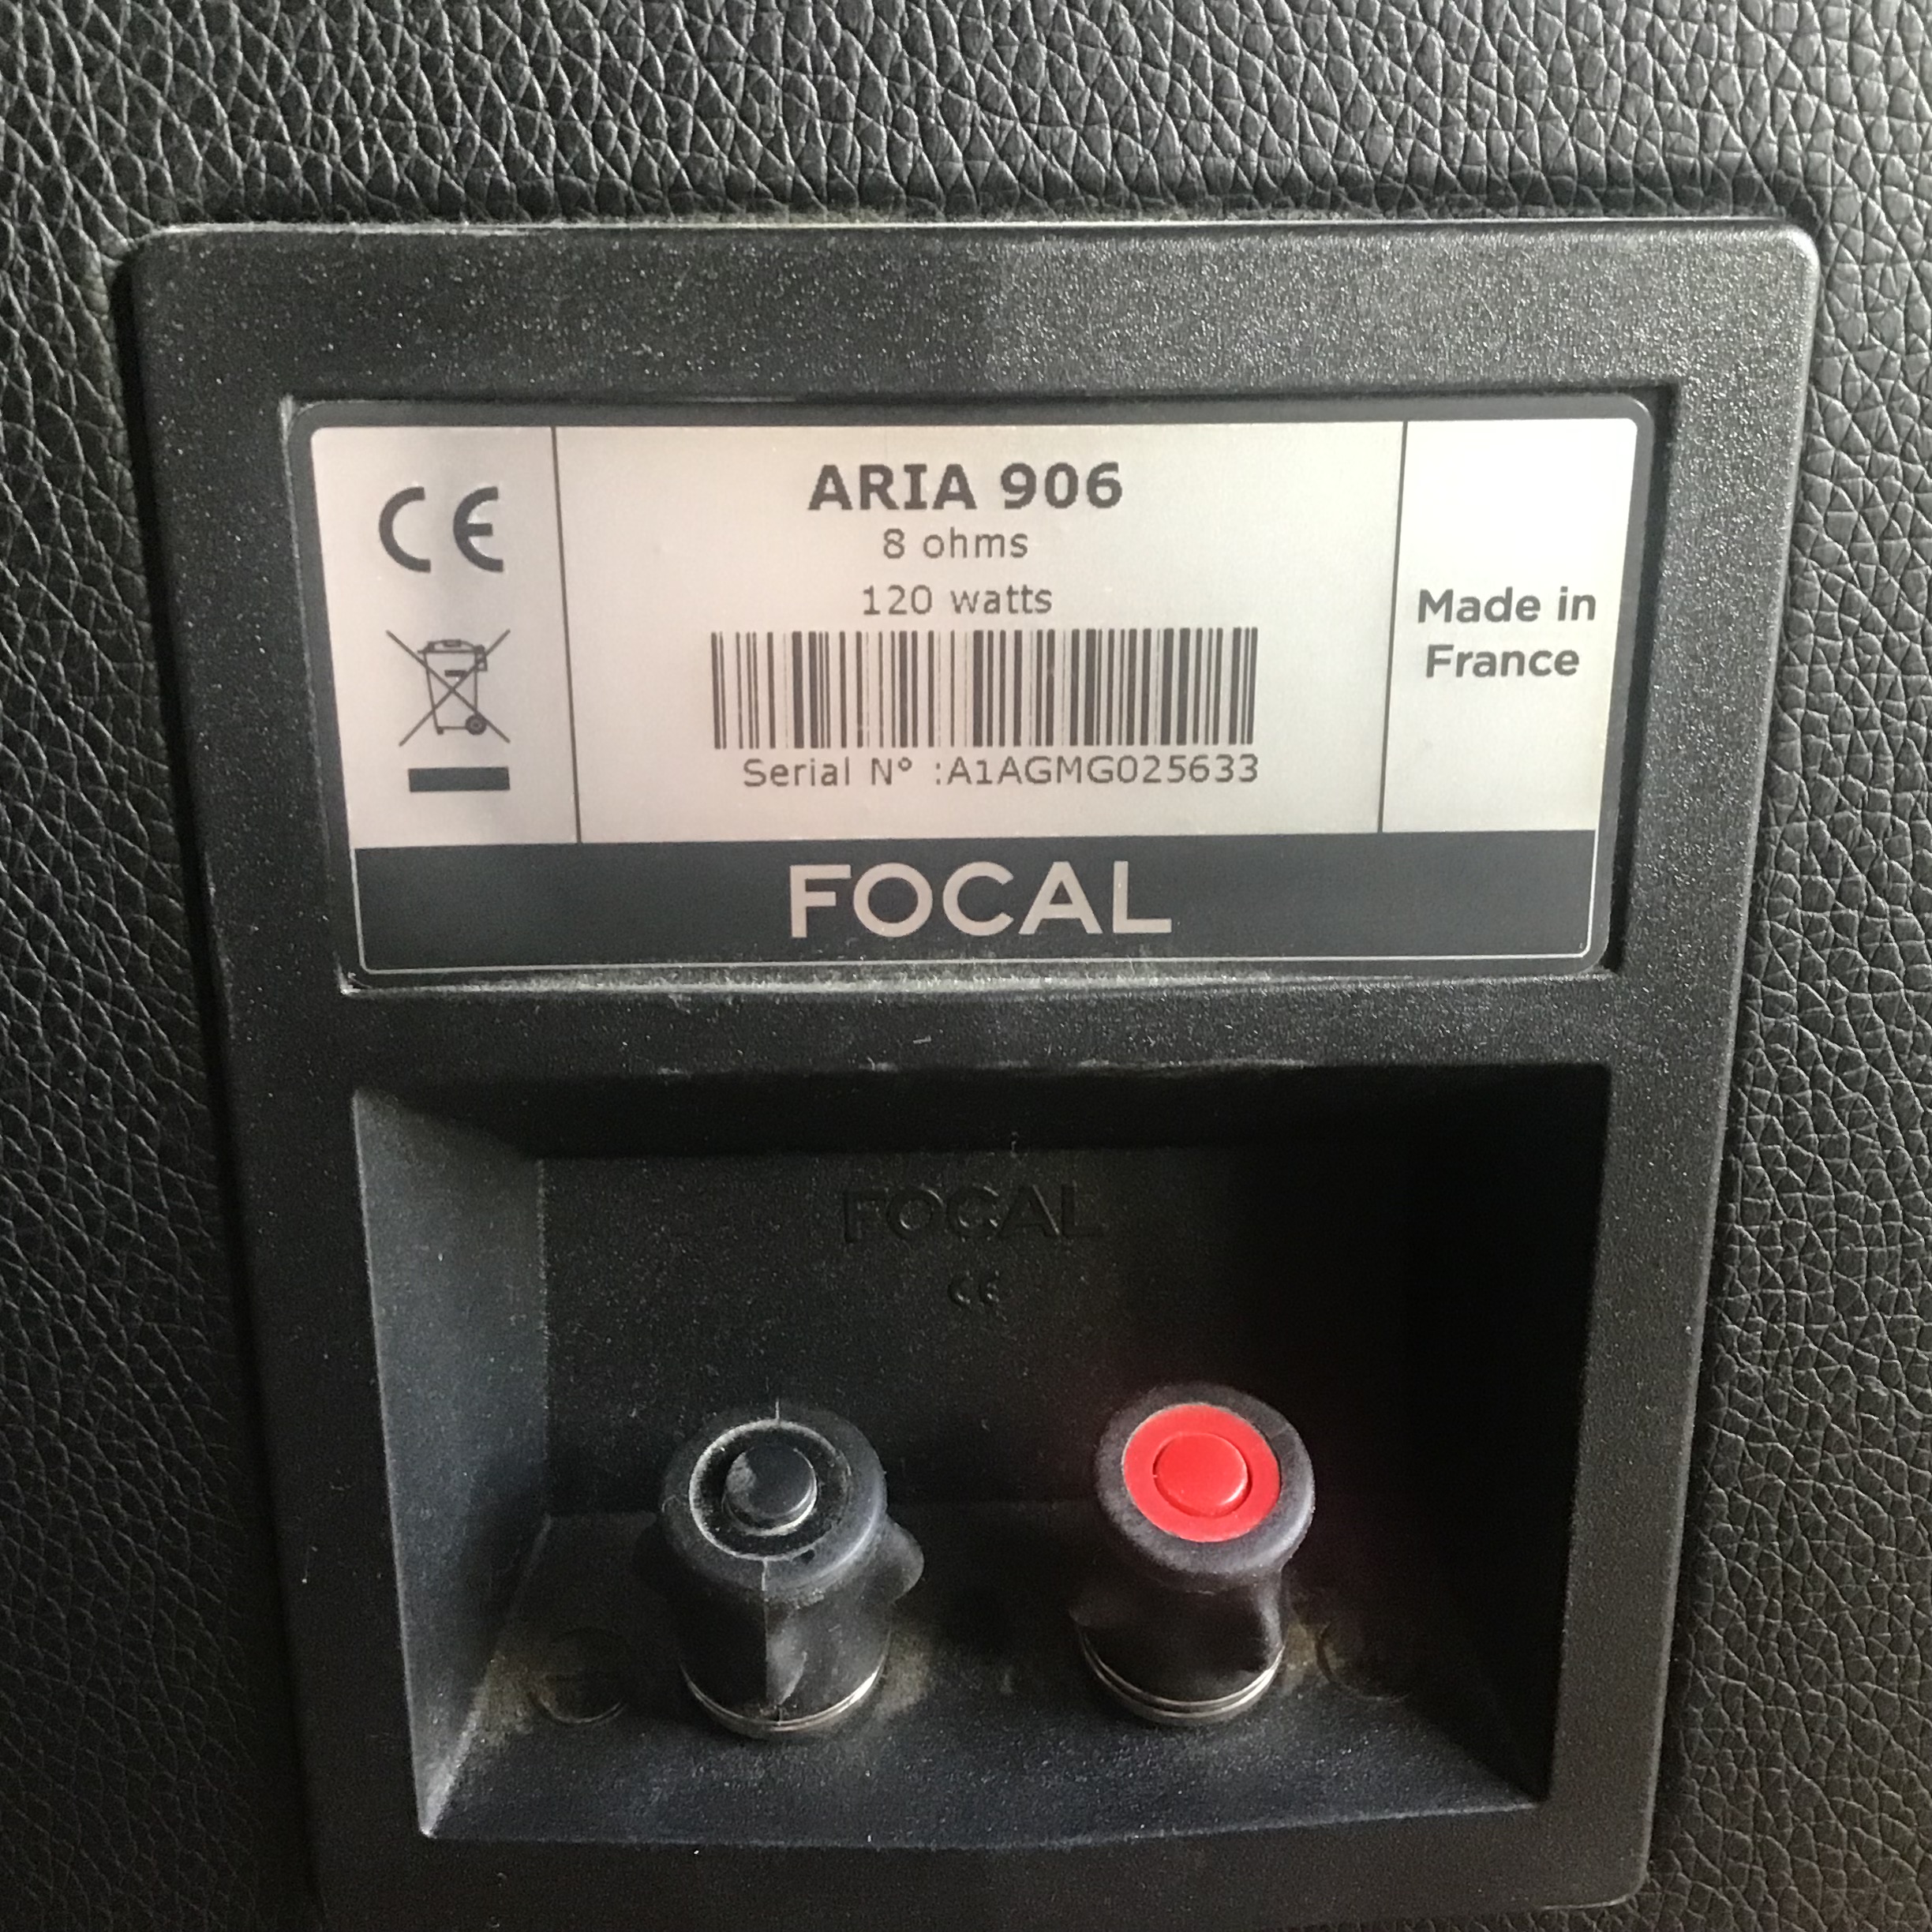 CE
ARIA 906
8 ohms
120 watts
Serial N° :A1AGMG025633
Made in
France
FOCAL
FOCAL
CE